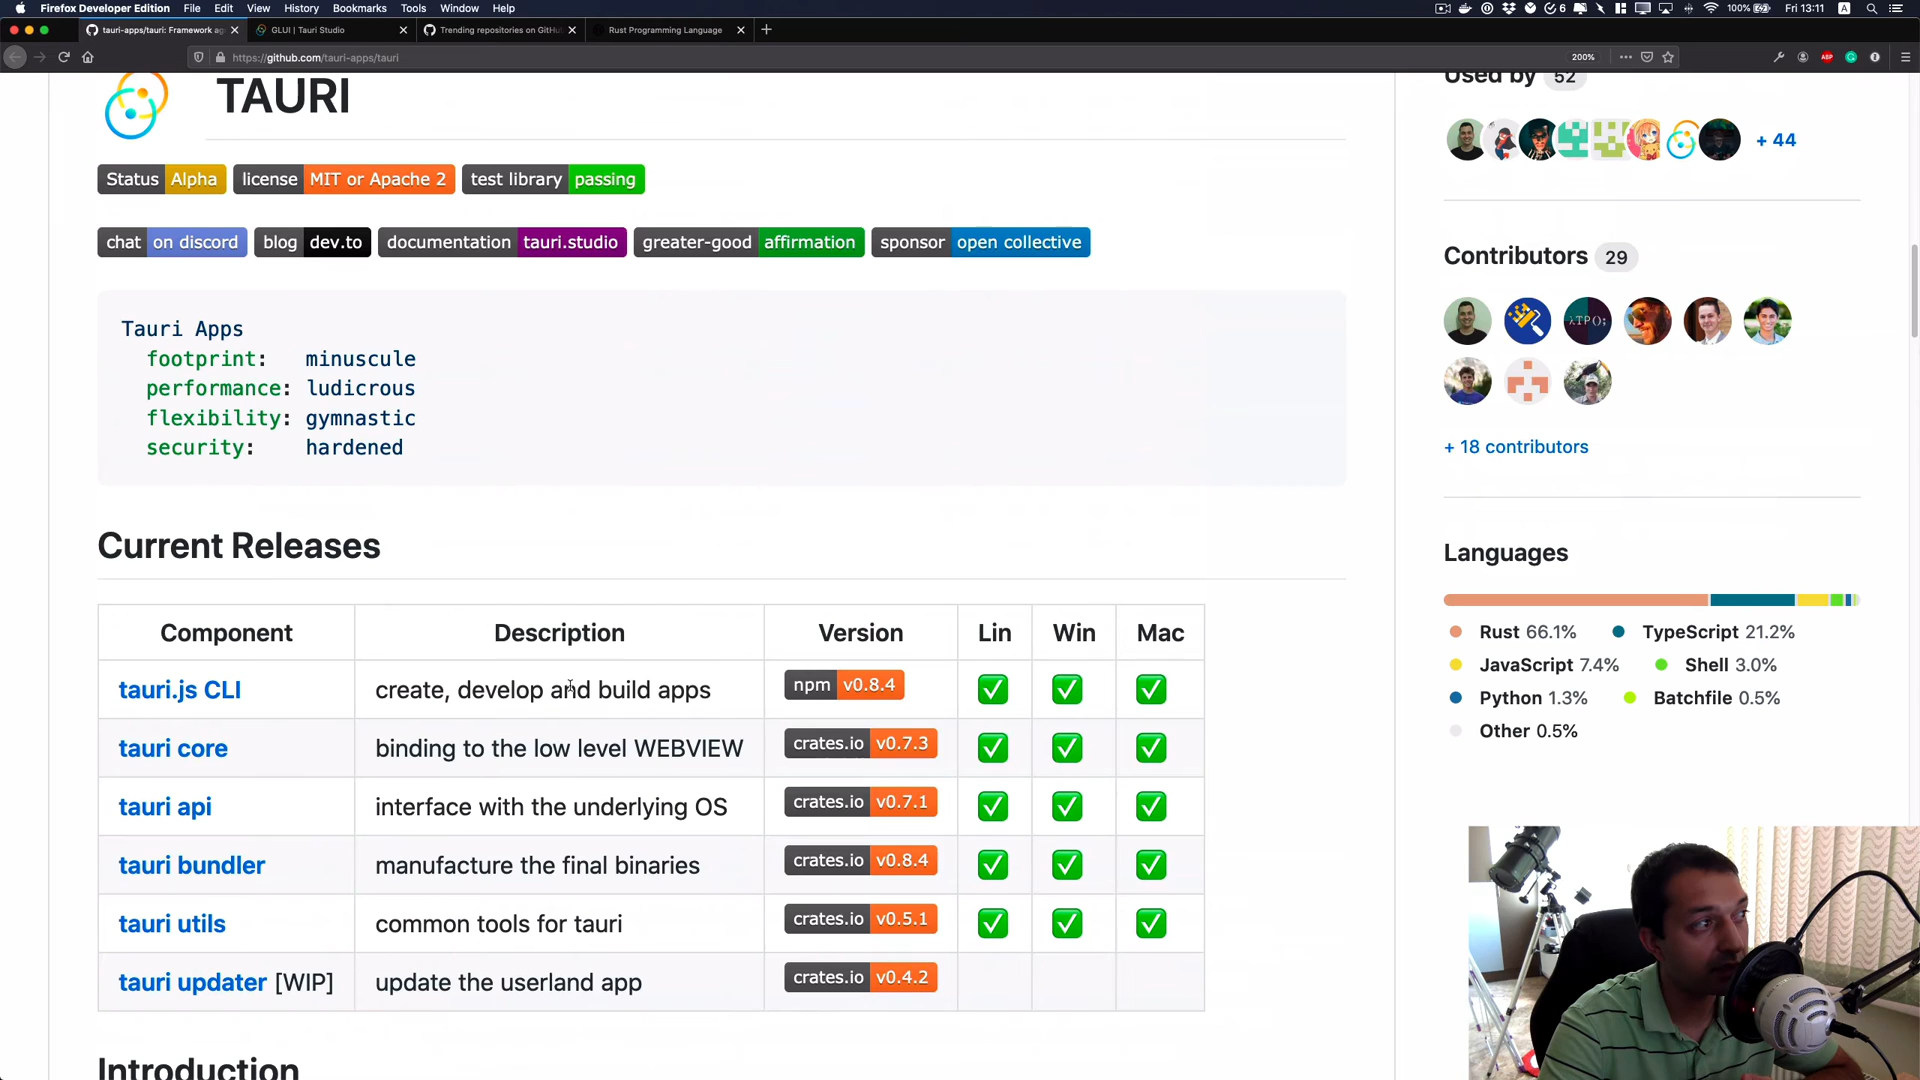 Firefox Developer Edition File Edit View History Bookmarks Tools Window Help 6 100% Fri 13:11 A
tauri-apps/tauri: Framework ag GLUI | Tauri Studio Trending repositories on GitHub Rust Programming Language
https://github.com/tauri-apps/tauri 200% ABP
TAURI
Status Alpha license MIT or Apache 2 test library passing
chat on discord blog dev.to documentation tauri.studio greater-good affirmation sponsor open collective
Tauri Apps
footprint: minuscule
performance: ludicrous
flexibility: gymnastic
security: hardened
Current Releases
Component Description Version Lin Win Mac
tauri.js CLI create, develop and build apps npm v0.8.4
tauri core binding to the low level WEBVIEW crates.io v0.7.3
tauri api interface with the underlying OS crates.io v0.7.1
tauri bundler manufacture the final binaries crates.io v0.8.4
tauri utils common tools for tauri crates.io v0.5.1
tauri updater [WIP] update the userland app crates.io v0.4.2
Introduction
Used by 52
+ 44
Contributors 29
λTP();
+ 18 contributors
Languages
Rust 66.1% TypeScript 21.2%
JavaScript 7.4% Shell 3.0%
Python 1.3% Batchfile 0.5%
Other 0.5%